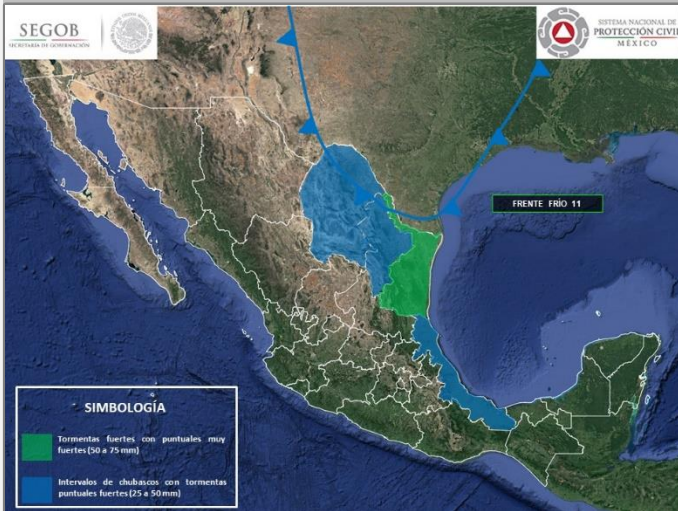 SEGOB
SECRETARÍA DE GOBERNACIÓN
SISTEMA NACIONAL DE
PROTECCIÓN CIVIL
MÉXICO
FRENTE FRÍO 11
SIMBOLOGÍA
Tormentas fuertes con puntuales muy
fuertes (50 a 75 mm)
Intervalos de chubascos con tormentas
puntuales fuertes (25 a 50 mm)